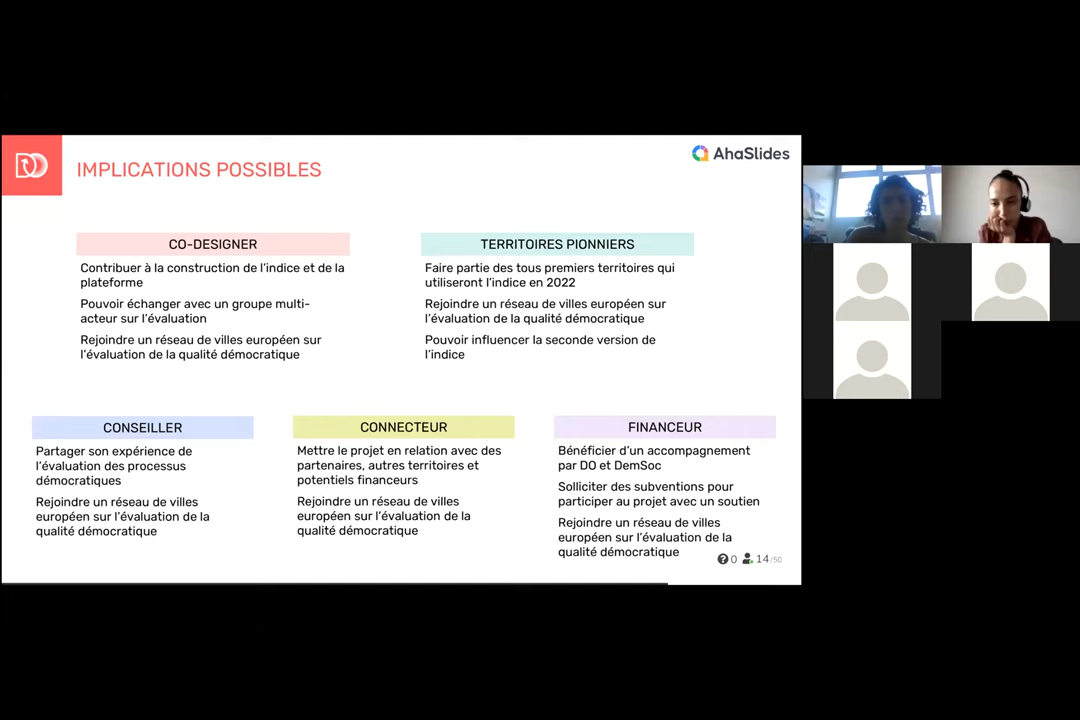 IMPLICATIONS POSSIBLES
AhaSlides
CO-DESIGNER
Contribuer à la construction de l'indice et de la
plateforme
Pouvoir échanger avec un groupe multi-
acteur sur l'évaluation
Rejoindre un réseau de villes européen sur
l'évaluation de la qualité démocratique
TERRITOIRES PIONNIERS
Faire partie des tous premiers territoires qui
utiliseront l'indice en 2022
Rejoindre un réseau de villes européen sur
l'évaluation de la qualité démocratique
Pouvoir influencer la seconde version de
l'indice
CONSEILLER
Partager son expérience de
l'évaluation des processus
démocratiques
Rejoindre un réseau de villes
européen sur l'évaluation de la
qualité démocratique
CONNECTEUR
Mettre le projet en relation avec des
partenaires, autres territoires et
potentiels financeurs
Rejoindre un réseau de villes
européen sur l'évaluation de la
qualité démocratique
FINANCEUR
Bénéficier d'un accompagnement
par DO et DemSoc
Solliciter des subventions pour
participer au projet avec un soutien
Rejoindre un réseau de villes
européen sur l'évaluation de la
qualité démocratique
0 14/50